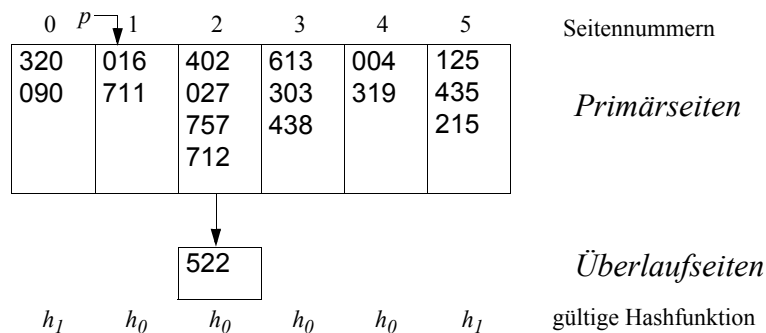 0 p 1 2 3 4 5 Seitennummern
320 016 402 613 004 125
090 711 027 303 319 435
757 438 215
712
Primärseiten
522
Überlaufseiten
h1 h0 h0 h0 h0 h1 gültige Hashfunktion